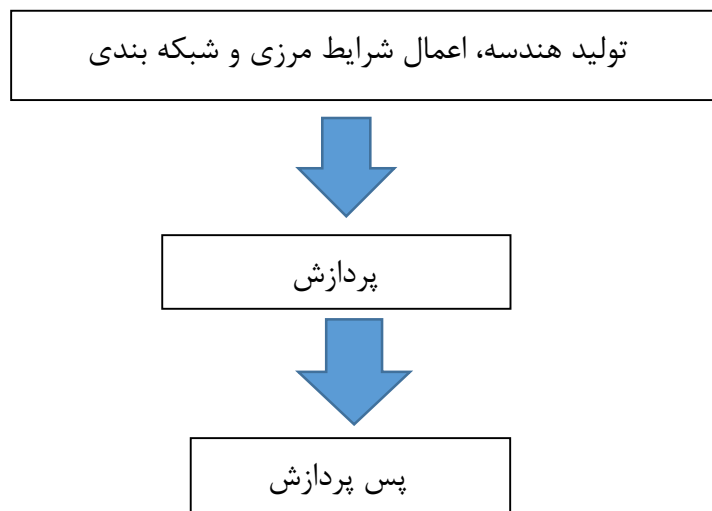 تولید هندسه، اعمال شرایط مرزی و شبکه بندی
پردازش
پس پردازش